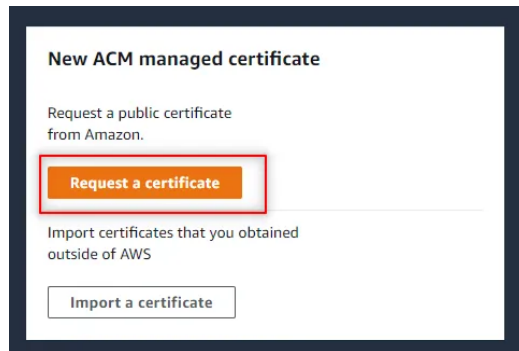 New ACM managed certificate
Request a public certificate
from Amazon.
Request a certificate
Import certificates that you obtained
outside of AWS
Import a certificate